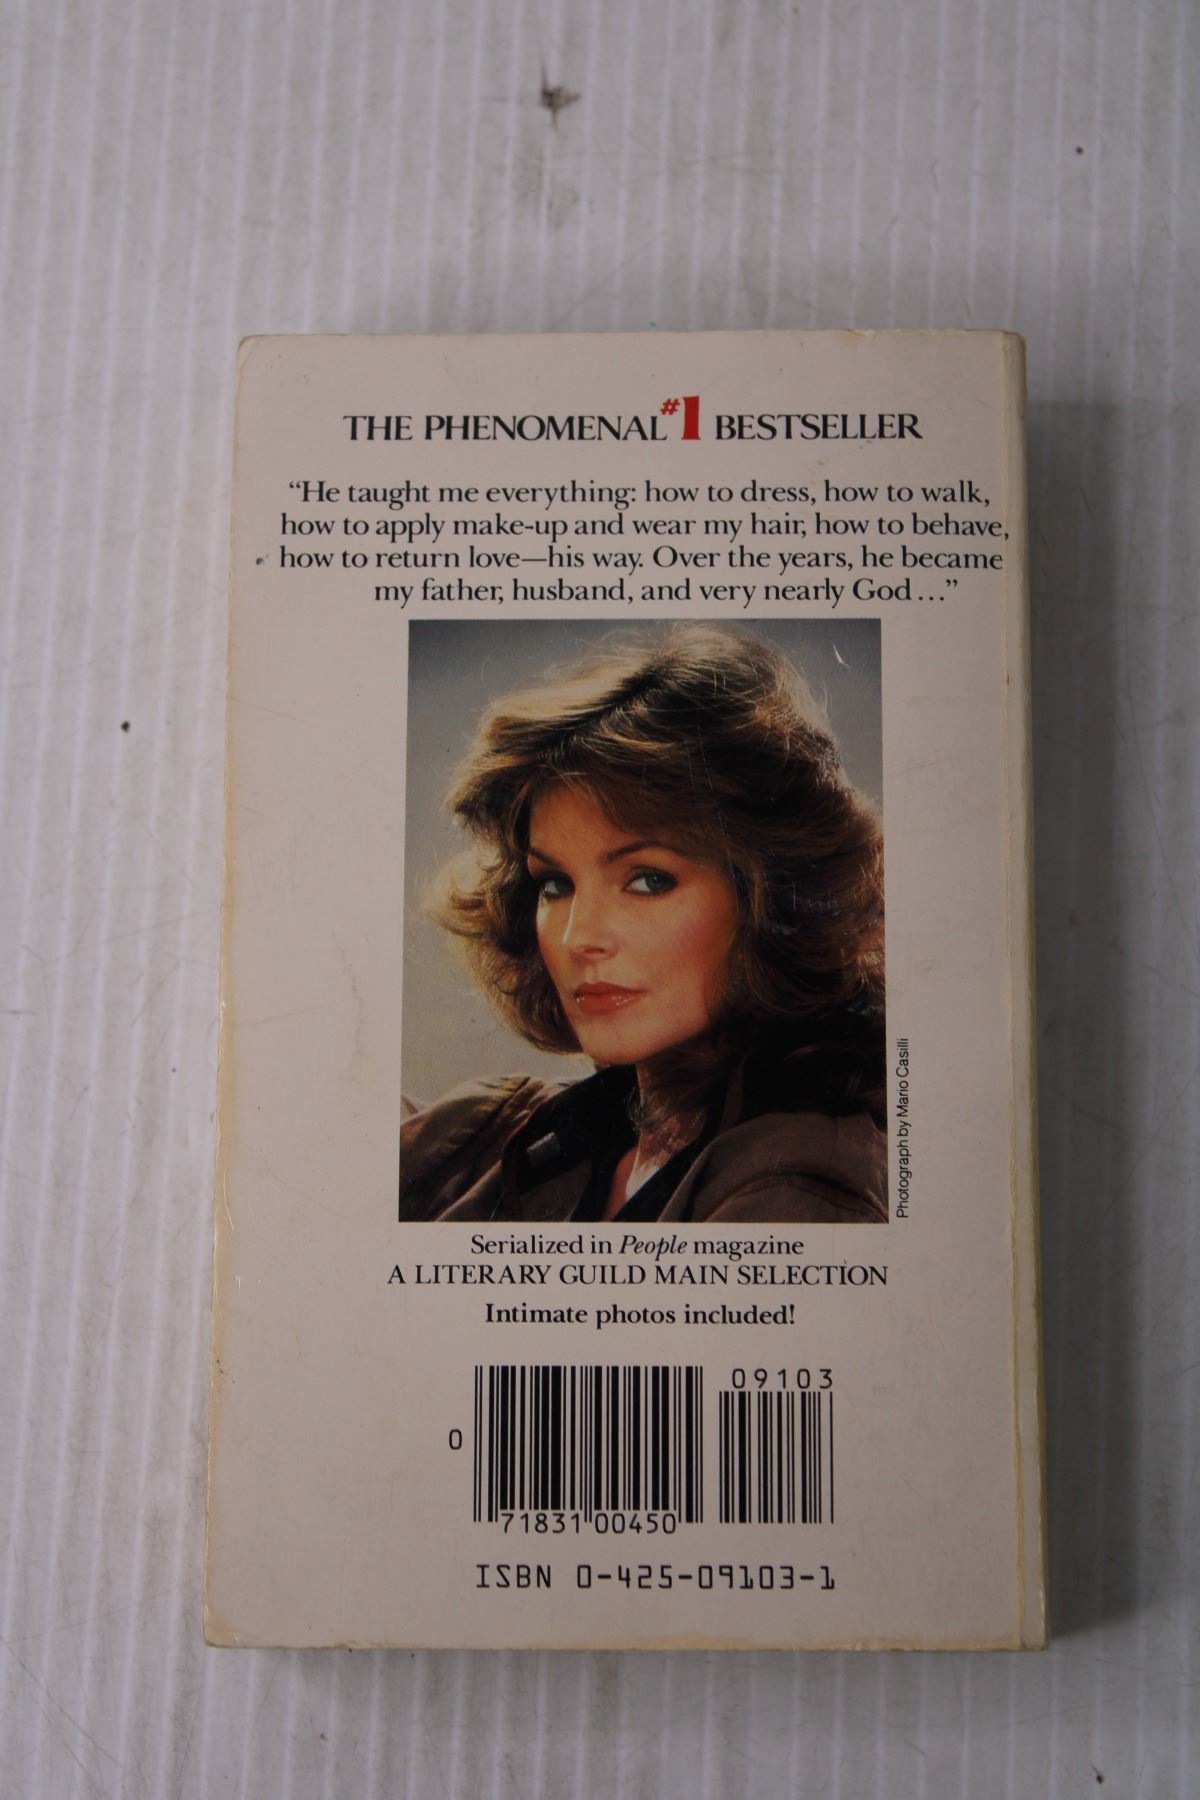 THE PHENOMENAL #1 BESTSELLER
“He taught me everything: how to dress, how to walk,
how to apply make-up and wear my hair, how to behave,
how to return love—his way. Over the years, he became
my father, husband, and very nearly God...”
Photograph by Mario Casilli
Serialized in People magazine
A LITERARY GUILD MAIN SELECTION
Intimate photos included!
09103
0 71831 00450
ISBN 0-425-09103-1